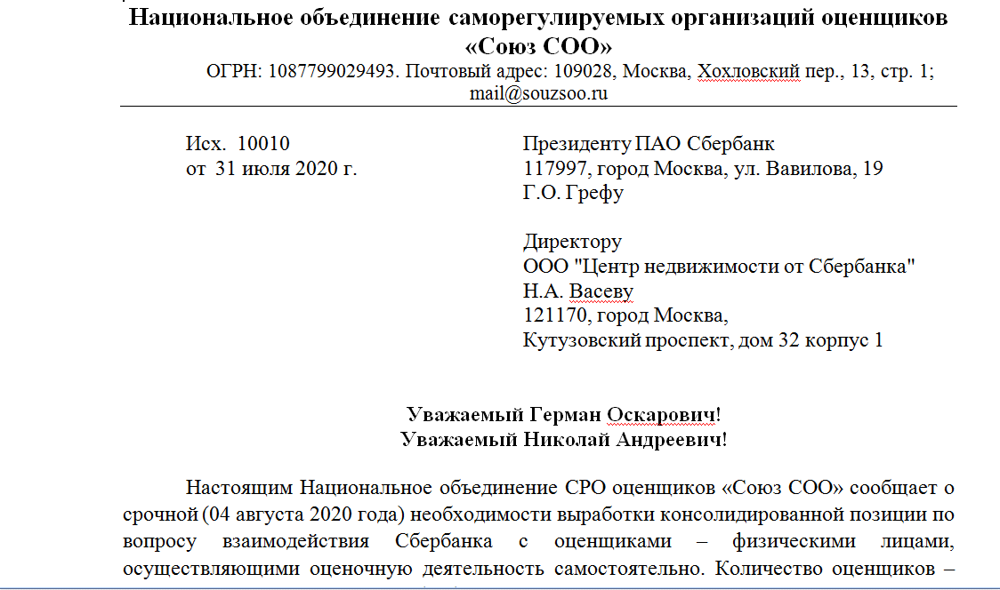 Национальное объединение саморегулируемых организаций оценщиков
«Союз СОО»
ОГРН: 1087799029493. Почтовый адрес: 109028, Москва, Хохловский пер., 13, стр. 1;
mail@souzsoo.ru
Исх. 10010
от 31 июля 2020 г.
Президенту ПАО Сбербанк
117997, город Москва, ул. Вавилова, 19
Г.О. Грефу
Директору
ООО "Центр недвижимости от Сбербанка"
Н.А. Васеву
121170, город Москва,
Кутузовский проспект, дом 32 корпус 1
Уважаемый Герман Оскарович!
Уважаемый Николай Андреевич!
Настоящим Национальное объединение СРО оценщиков «Союз СОО» сообщает о
срочной (04 августа 2020 года) необходимости выработки консолидированной позиции по
вопросу взаимодействия Сбербанка с оценщиками – физическими лицами,
осуществляющими оценочную деятельность самостоятельно. Количество оценщиков –